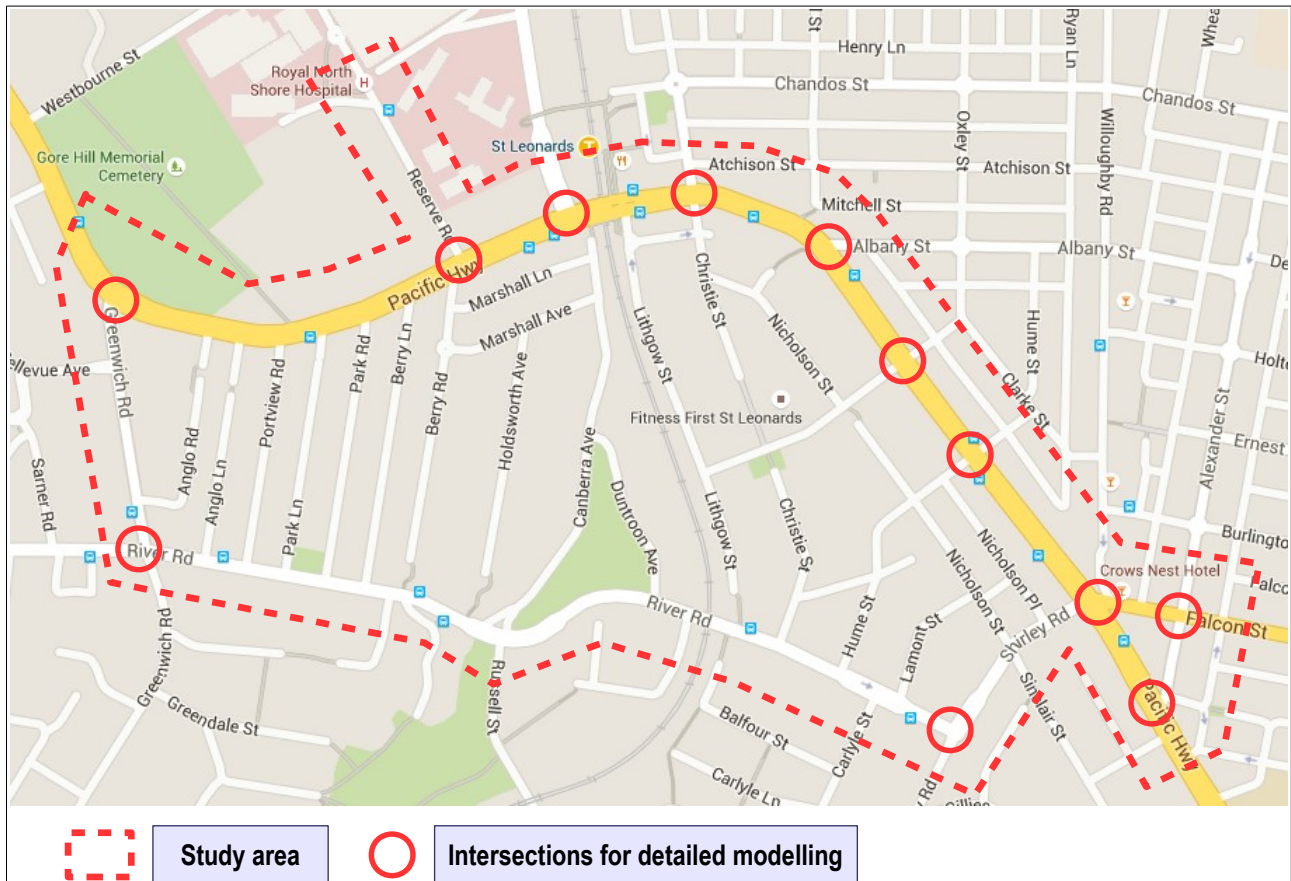 Westbourne St
Royal North
Shore Hospital
H
Henry Ln
Ryan Ln
Chandos St
Chandos St
Gore Hill Memorial
Cemetery
St Leonards
Reserve Rd
Atchison St
Oxley St
Atchison St
Willoughby Rd
Mitchell St
Albany St
Albany St
Pacific Hwy
Marshall Ln
Marshall Ave
Christie St
Lithgow St
Nicholson St
Hume St
Clarke St
Alexander St
Ernest
Greenwich Rd
ellevue Ave
Portview Rd
Park Rd
Berry Ln
Berry Rd
Holdsworth Ave
Fitness First St Leonards
Sarner Rd
Anglo Rd
Anglo Ln
Park Ln
Canberra Ave
Duntroon Ave
Lithgow St
Christie St
Burlington
River Rd
Nicholson Pl
Nicholson St
Crows Nest Hotel
Falco
Falcon St
River Rd
Hume St
Lamont St
Shirley Rd
Greenwich Rd
Greendale St
Russell St
Balfour St
Carlyle St
Carlyle Ln
Sinclair St
Pacific Hwy
Study area
Intersections for detailed modelling